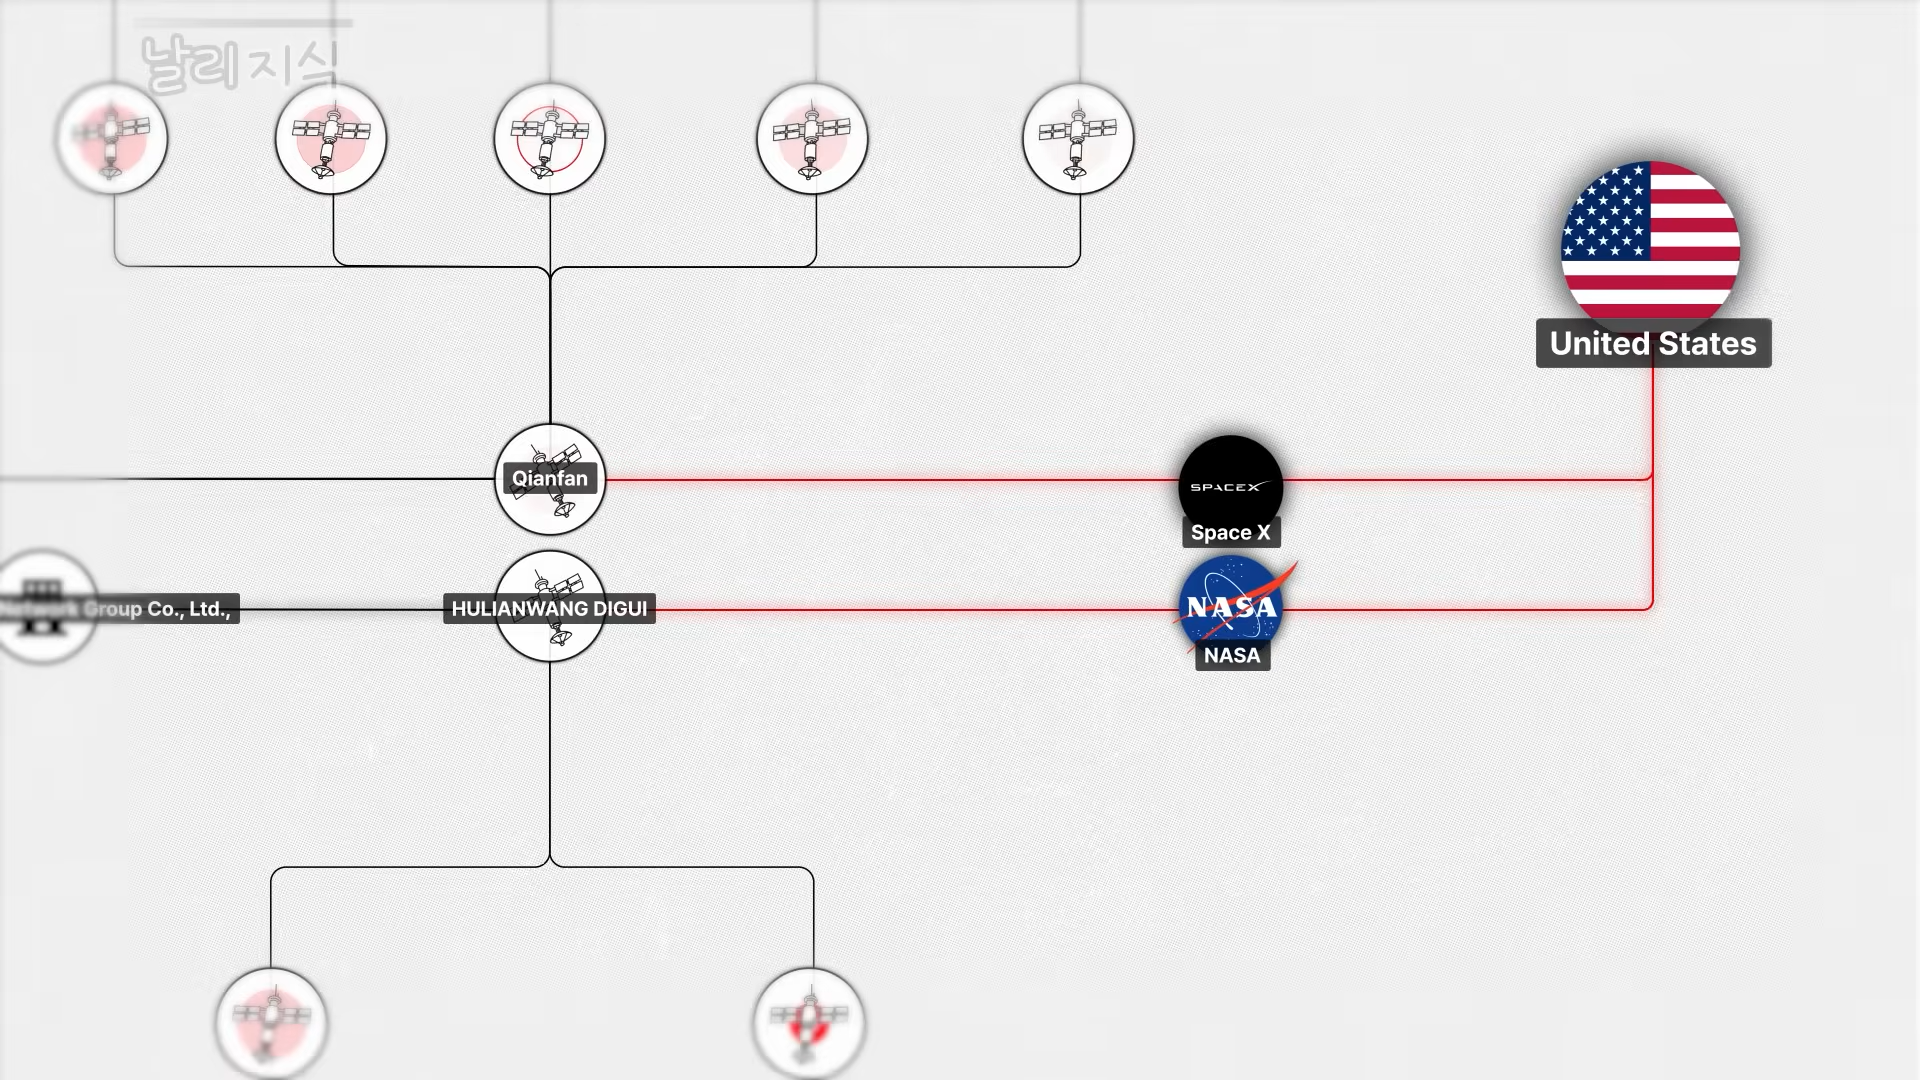 날리지식
United States
Qianfan
SPACEX
Space X
Network Group Co., Ltd.,
HULIANWANG DIGUI
NASA
NASA